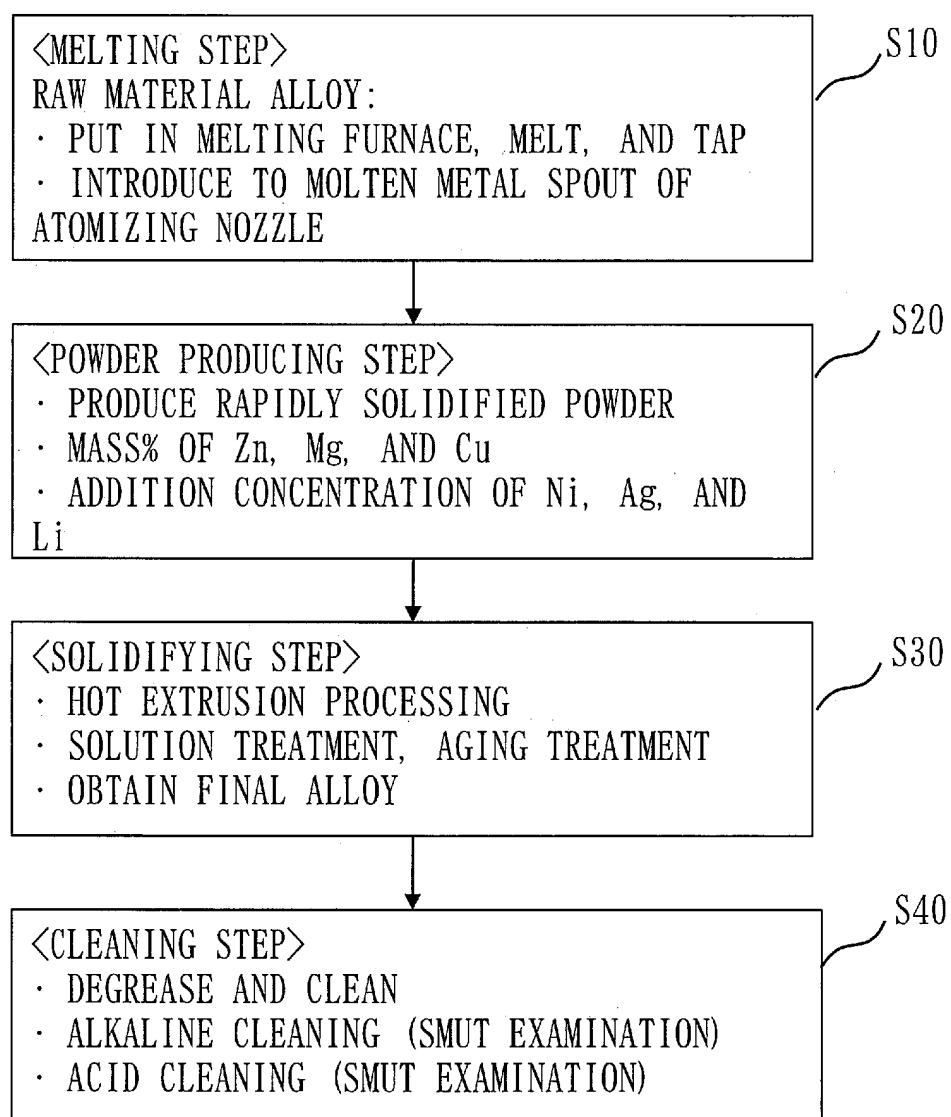 <MELTING STEP>
S10
RAW MATERIAL ALLOY:
· PUT IN MELTING FURNACE, MELT, AND TAP
· INTRODUCE TO MOLTEN METAL SPOUT OF
ATOMIZING NOZZLE
S20
<POWDER PRODUCING STEP>
· PRODUCE RAPIDLY SOLIDIFIED POWDER
· MASS% OF Zn, Mg, AND Cu
· ADDITION CONCENTRATION OF Ni, Ag, AND
Li
S30
<SOLIDIFYING STEP>
· HOT EXTRUSION PROCESSING
· SOLUTION TREATMENT, AGING TREATMENT
· OBTAIN FINAL ALLOY
S40
<CLEANING STEP>
· DEGREASE AND CLEAN
· ALKALINE CLEANING (SMUT EXAMINATION)
· ACID CLEANING (SMUT EXAMINATION)